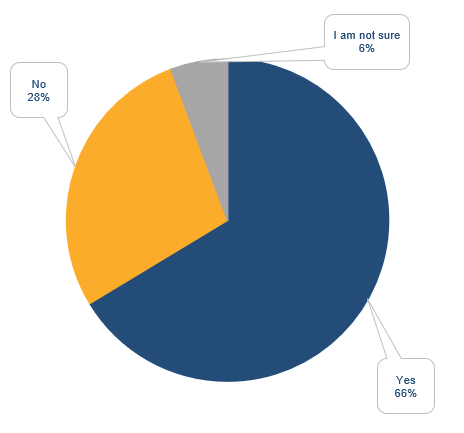 I am not sure
6%
No
28%
Yes
66%